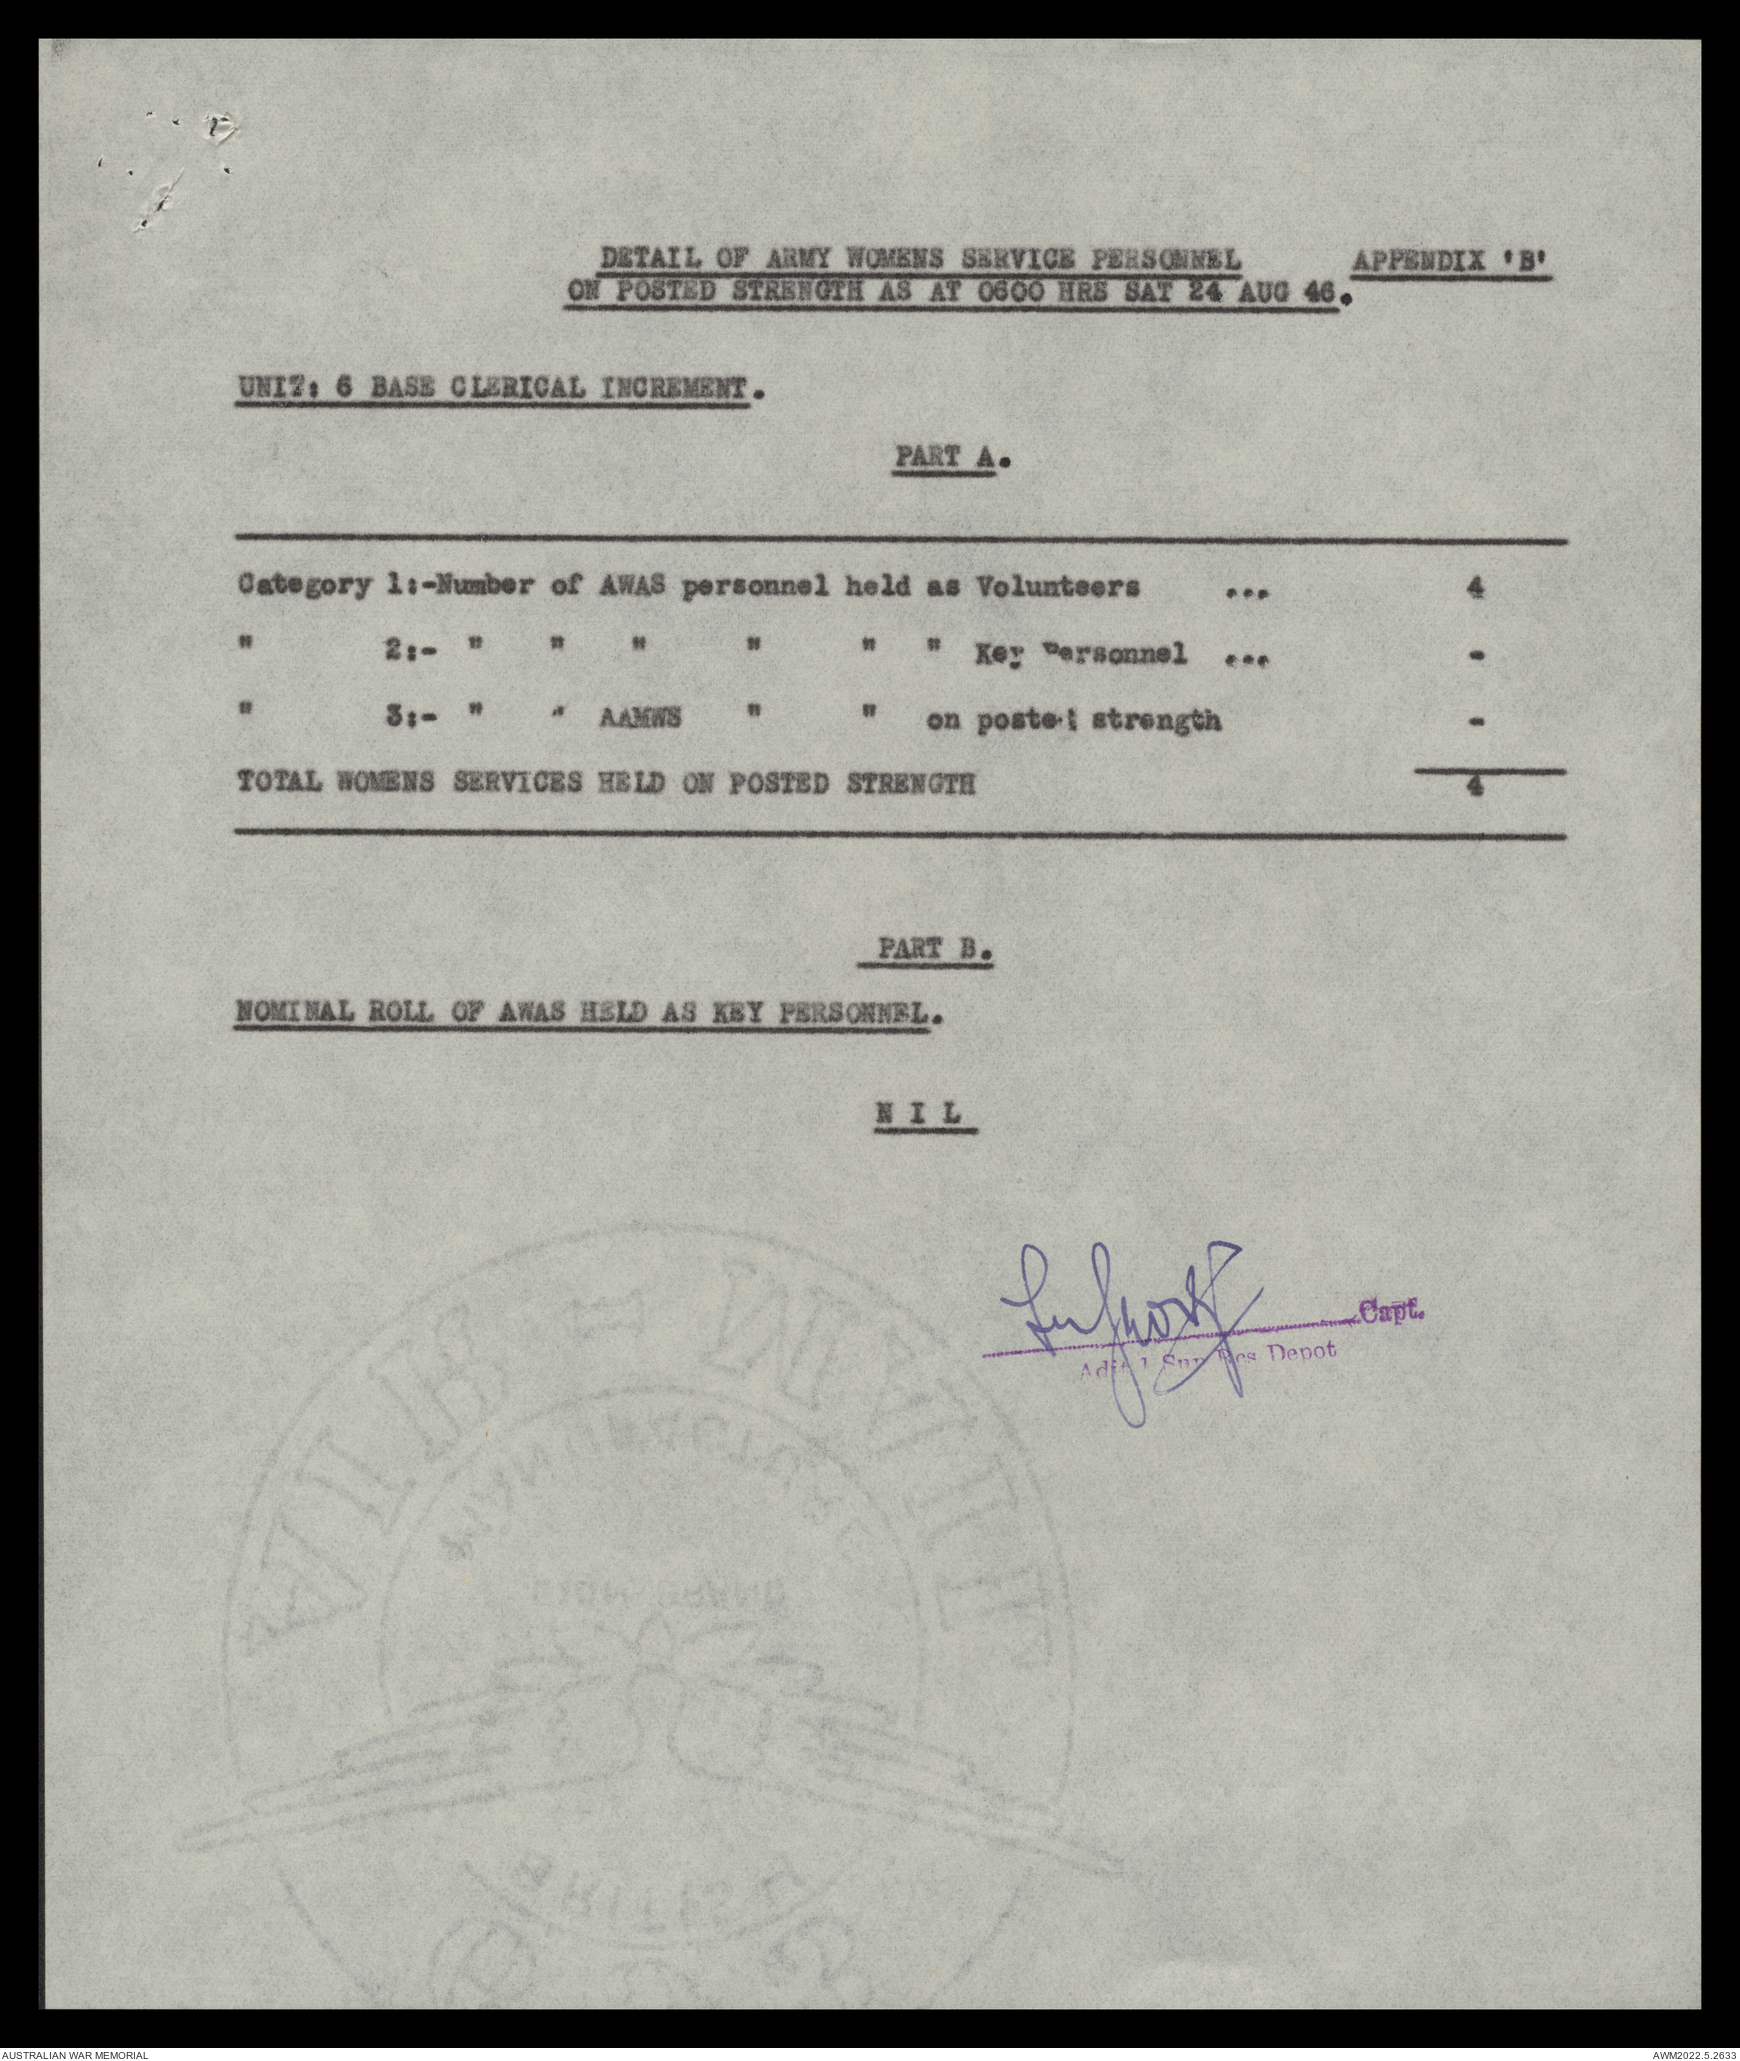 DETAIL OF ARMY WOMENS SERVICE PERSONNEL APPENDIX 'B'
ON POSTED STRENGTH AS AT 0600 HRS SAT 24 AUG 46.
UNIT: 6 BASE CLERICAL INCREMENT.
PART A.
Category 1:-Number of AWAS personnel held as Volunteers ... 4
" 2:- " " " " " " Key Personnel ... -
" 3:- " " AAMWS " " on posted strength -
TOTAL WOMENS SERVICES HELD ON POSTED STRENGTH 4
PART B.
NOMINAL ROLL OF AWAS HELD AS KEY PERSONNEL.
N I L
Capt.
Depot
BRITISH
AUSTRALIAN WAR MEMORIAL AWM2022.5.2633